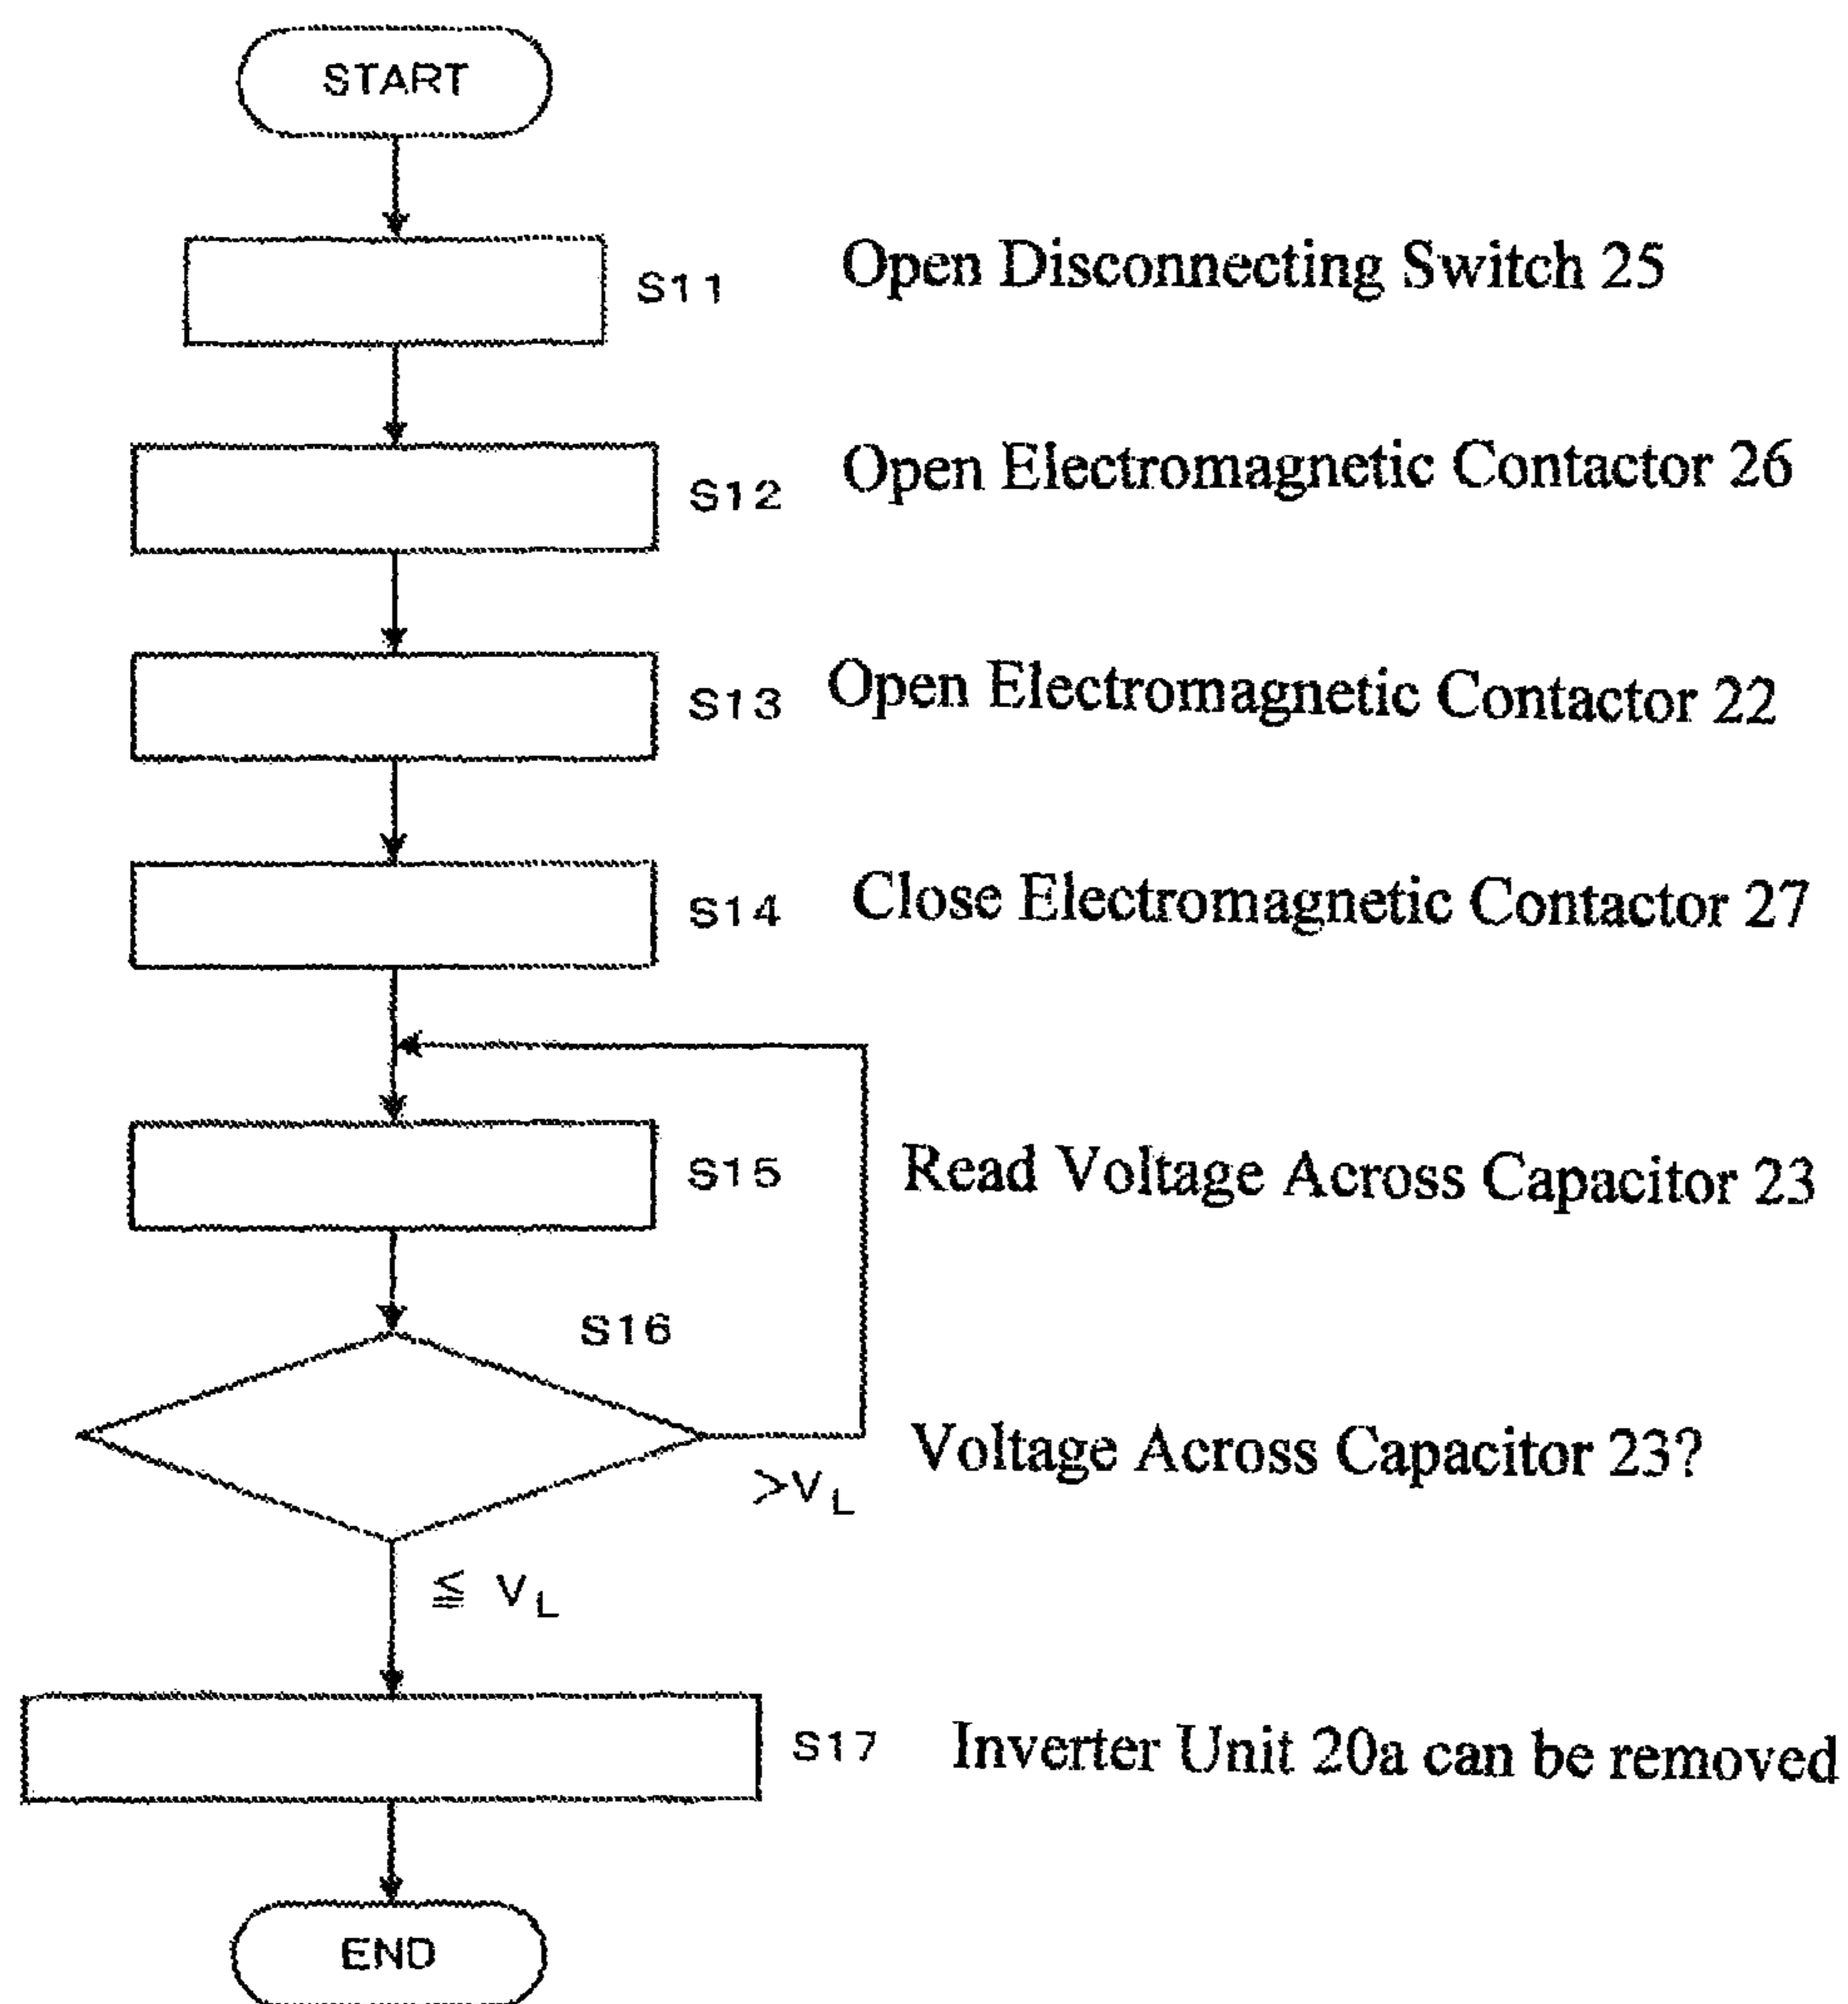 START
S11 Open Disconnecting Switch 25
S12 Open Electromagnetic Contactor 26
S13 Open Electromagnetic Contactor 22
S14 Close Electromagnetic Contactor 27
S15 Read Voltage Across Capacitor 23
S16
Voltage Across Capacitor 23?
>VL
≦ VL
S17 Inverter Unit 20a can be removed
END